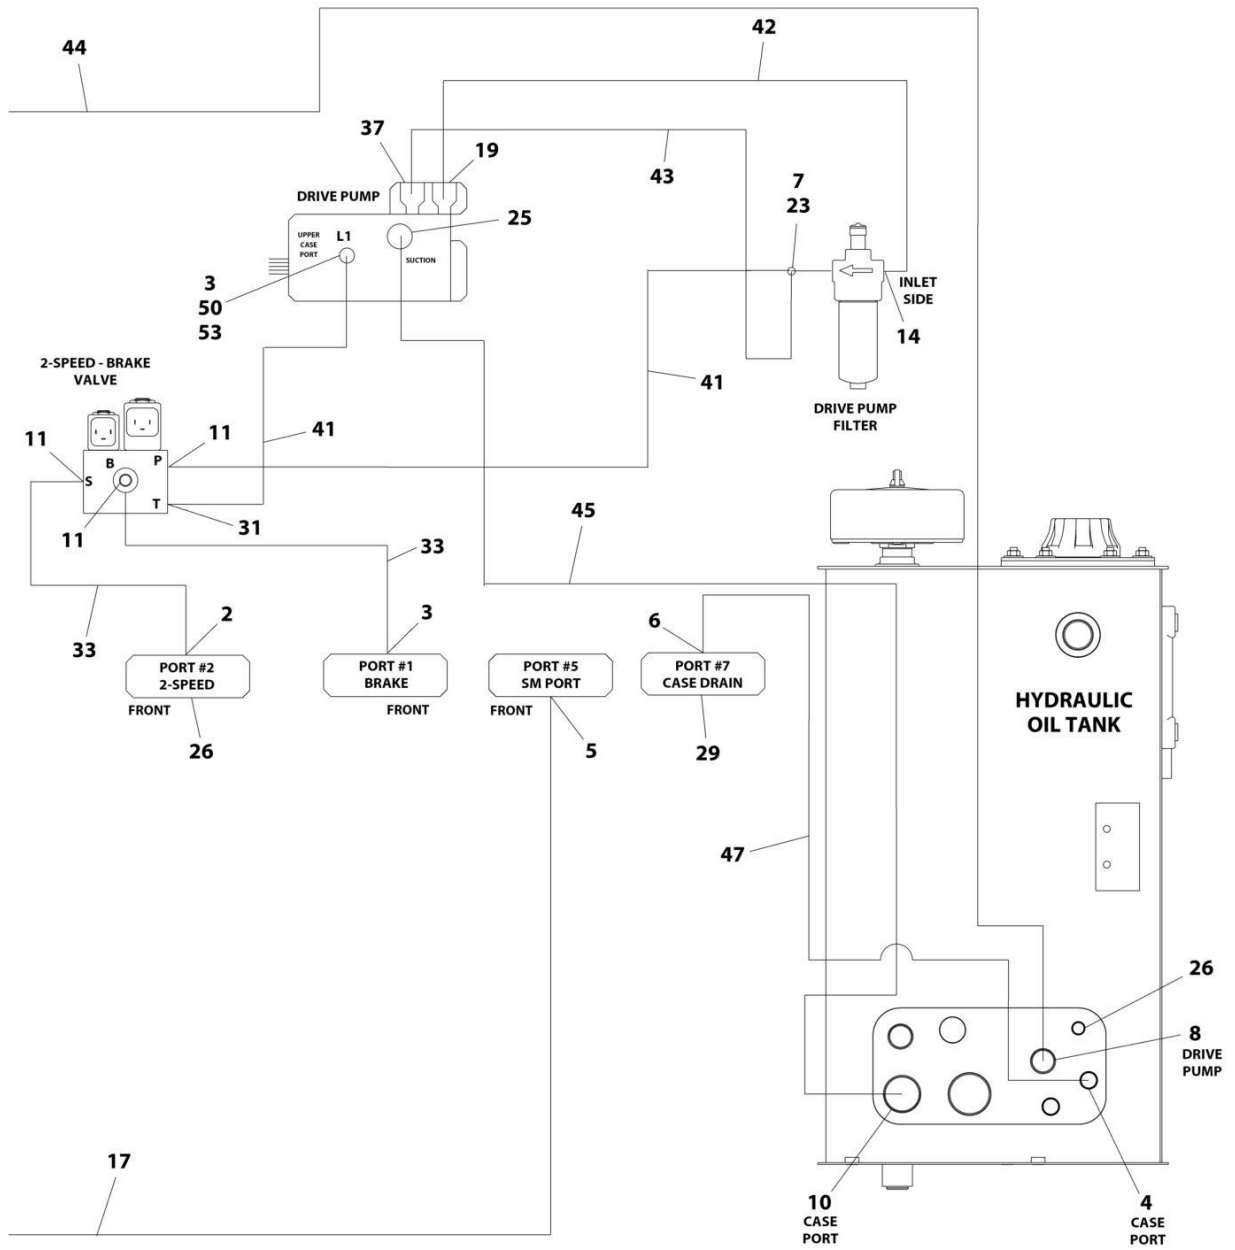 42
44
37
19
43
7
23
DRIVE PUMP
25
UPPER
CASE
PORT
L1
SUCTION
3
50
53
INLET
SIDE
14
2-SPEED - BRAKE
VALVE
41
41
DRIVE PUMP
FILTER
11
11
B
P
S
T
11
31
45
33
33
2
3
6
PORT #2
2-SPEED
PORT #1
BRAKE
PORT #5
SM PORT
PORT #7
CASE DRAIN
FRONT
FRONT
FRONT
26
5
29
HYDRAULIC
OIL TANK
47
26
8
DRIVE
PUMP
17
10
CASE
PORT
4
CASE
PORT